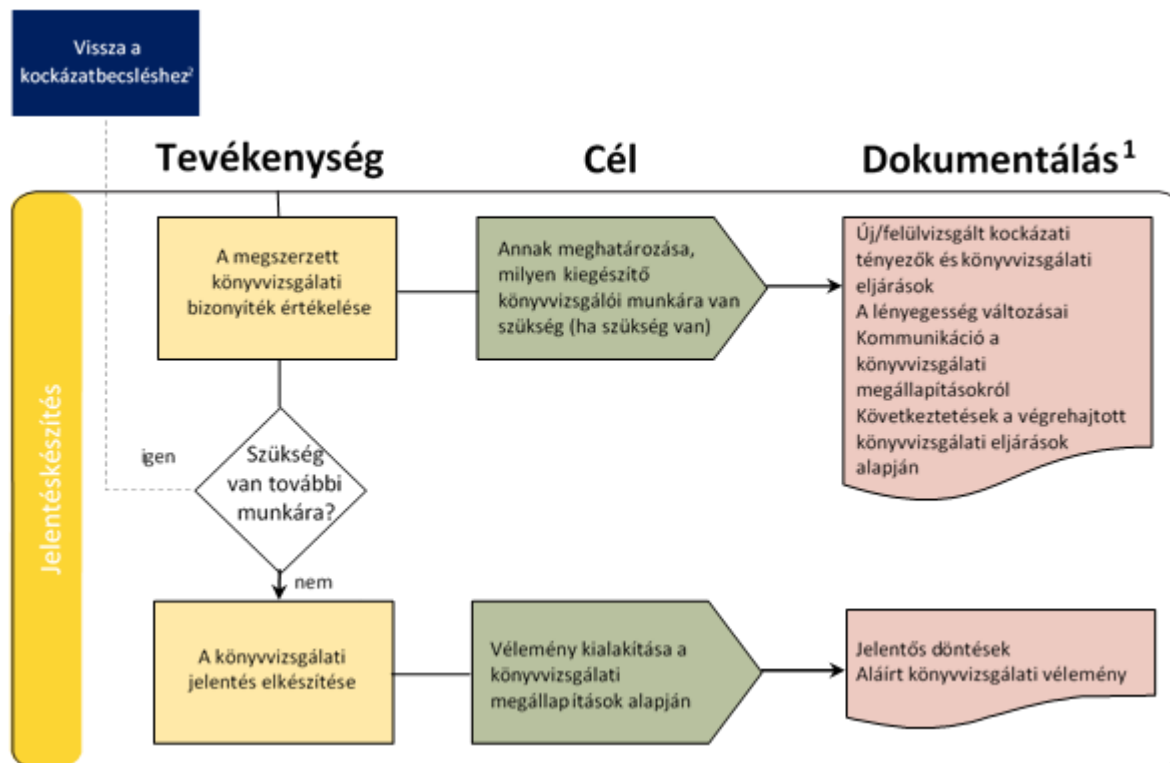 Vissza a
kockázatbecsléshez²
Tevékenység
Cél
Dokumentálás¹
Jelentéskészítés
A megszerzett
könyvvizsgálati
bizonyíték értékelése
Annak meghatározása,
milyen kiegészítő
könyvvizsgálói munkára van
szükség (ha szükség van)
Új/felülvizsgált kockázati
tényezők és könyvvizsgálati
eljárások
A lényegesség változásai
Kommunikáció a
könyvvizsgálati
megállapításokról
Következtetések a végrehajtott
könyvvizsgálati eljárások
alapján
igen
Szükség
van további
munkára?
nem
A könyvvizsgálati
jelentés elkészítése
Vélemény kialakítása a
könyvvizsgálati
megállapítások alapján
Jelentős döntések
Aláírt könyvvizsgálati vélemény